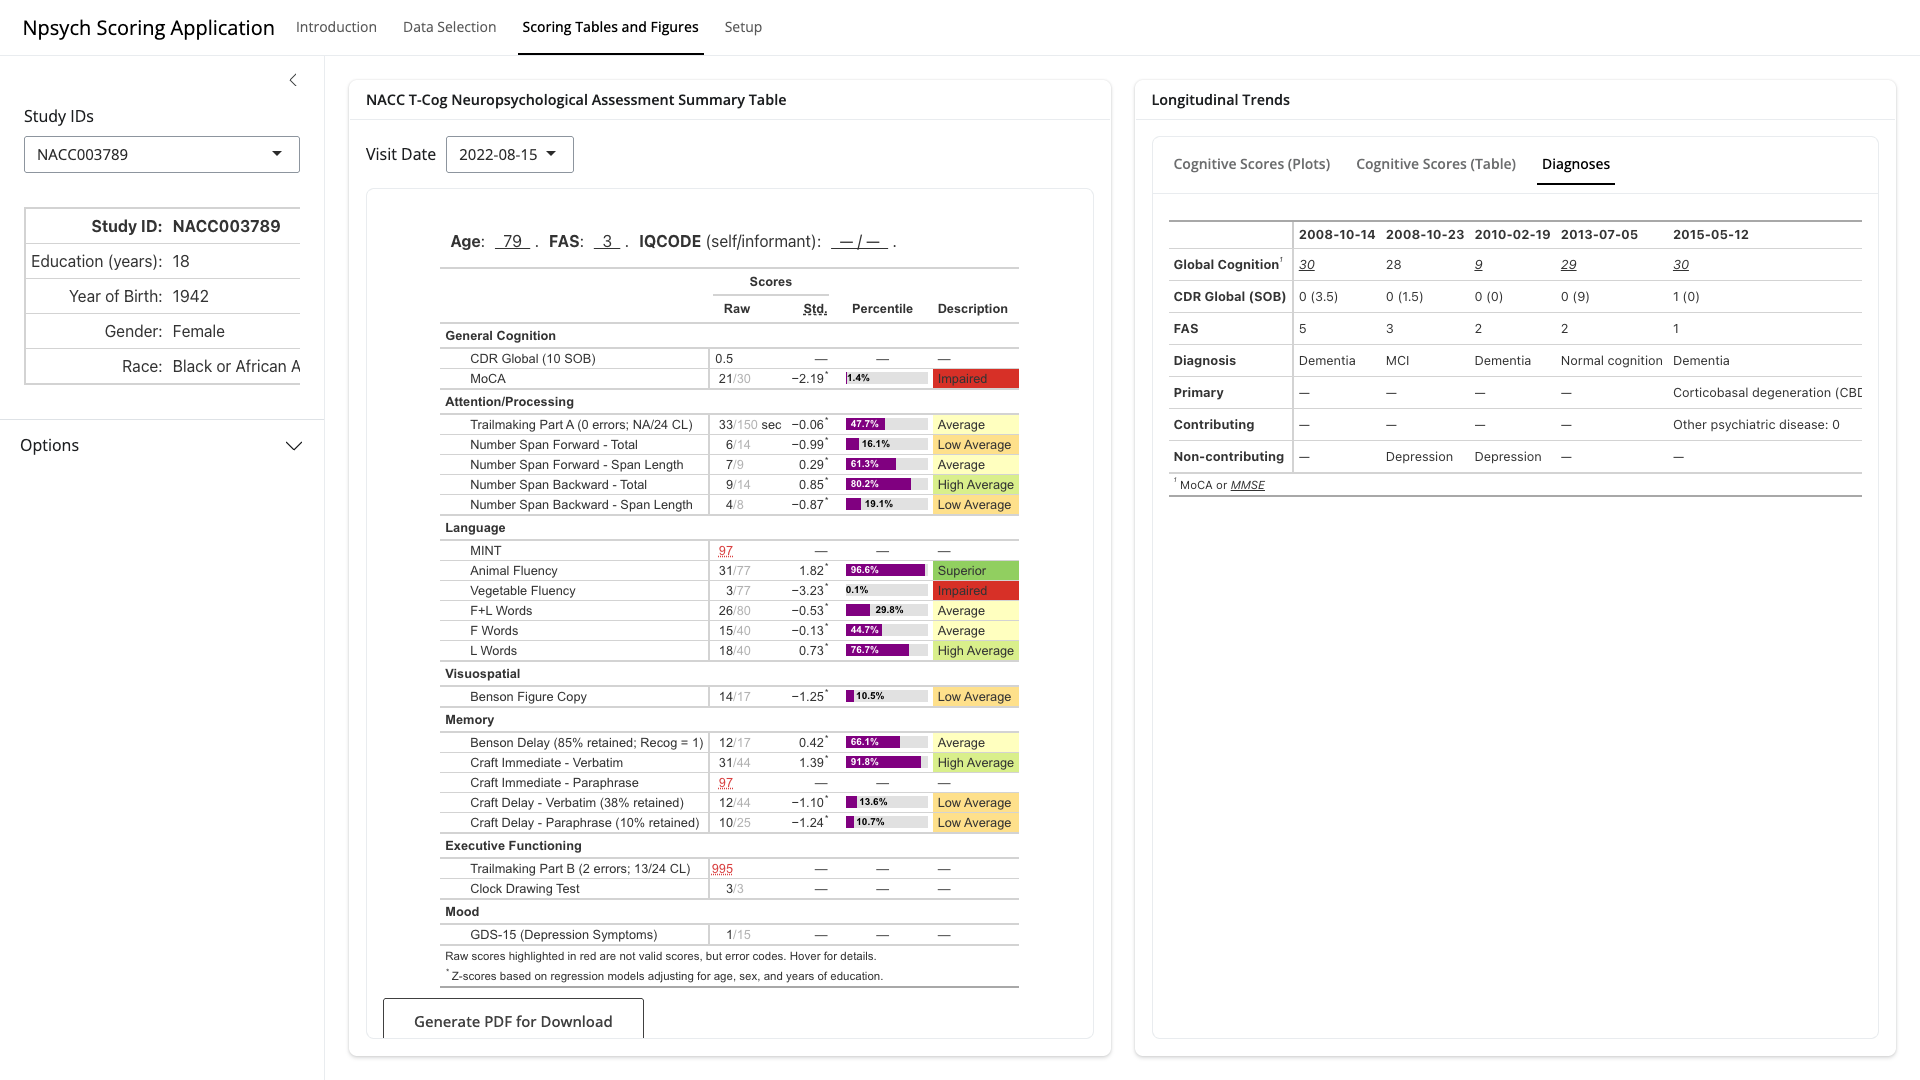 Npsych Scoring Application Introduction Data Selection Scoring Tables and Figures Setup
Study IDs
NACC003789
Study ID: NACC003789
Education (years): 18
Year of Birth: 1942
Gender: Female
Race: Black or African A
Options
NACC T-Cog Neuropsychological Assessment Summary Table
Visit Date 2022-08-15
Age: 79 . FAS: 3 . IQCODE (self/informant): — / — .
Scores
Raw Std. Percentile Description
General Cognition
CDR Global (10 SOB) 0.5 — — —
MoCA 21/30 −2.19* 1.4% Impaired
Attention/Processing
Trailmaking Part A (0 errors; NA/24 CL) 33/150 sec −0.06* 47.7% Average
Number Span Forward - Total 6/14 −0.99* 16.1% Low Average
Number Span Forward - Span Length 7/9 0.29* 61.3% Average
Number Span Backward - Total 9/14 0.85* 80.2% High Average
Number Span Backward - Span Length 4/8 −0.87* 19.1% Low Average
Language
MINT 97 — — —
Animal Fluency 31/77 1.82* 96.6% Superior
Vegetable Fluency 3/77 −3.23* 0.1% Impaired
F+L Words 26/80 −0.53* 29.8% Average
F Words 15/40 −0.13* 44.7% Average
L Words 18/40 0.73* 76.7% High Average
Visuospatial
Benson Figure Copy 14/17 −1.25* 10.5% Low Average
Memory
Benson Delay (85% retained; Recog = 1) 12/17 0.42* 66.1% Average
Craft Immediate - Verbatim 31/44 1.39* 91.8% High Average
Craft Immediate - Paraphrase 97 — — —
Craft Delay - Verbatim (38% retained) 12/44 −1.10* 13.6% Low Average
Craft Delay - Paraphrase (10% retained) 10/25 −1.24* 10.7% Low Average
Executive Functioning
Trailmaking Part B (2 errors; 13/24 CL) 995 — — —
Clock Drawing Test 3/3 — — —
Mood
GDS-15 (Depression Symptoms) 1/15 — — —
Raw scores highlighted in red are not valid scores, but error codes. Hover for details.
* Z-scores based on regression models adjusting for age, sex, and years of education.
Generate PDF for Download
Longitudinal Trends
Cognitive Scores (Plots) Cognitive Scores (Table) Diagnoses
2008-10-14 2008-10-23 2010-02-19 2013-07-05 2015-05-12
Global Cognition† 30 28 9 29 30
CDR Global (SOB) 0 (3.5) 0 (1.5) 0 (0) 0 (9) 1 (0)
FAS 5 3 2 2 1
Diagnosis Dementia MCI Dementia Normal cognition Dementia
Primary — — — — Corticobasal degeneration (CBD
Contributing — — — — Other psychiatric disease: 0
Non-contributing — Depression Depression — —
† MoCA or MMSE